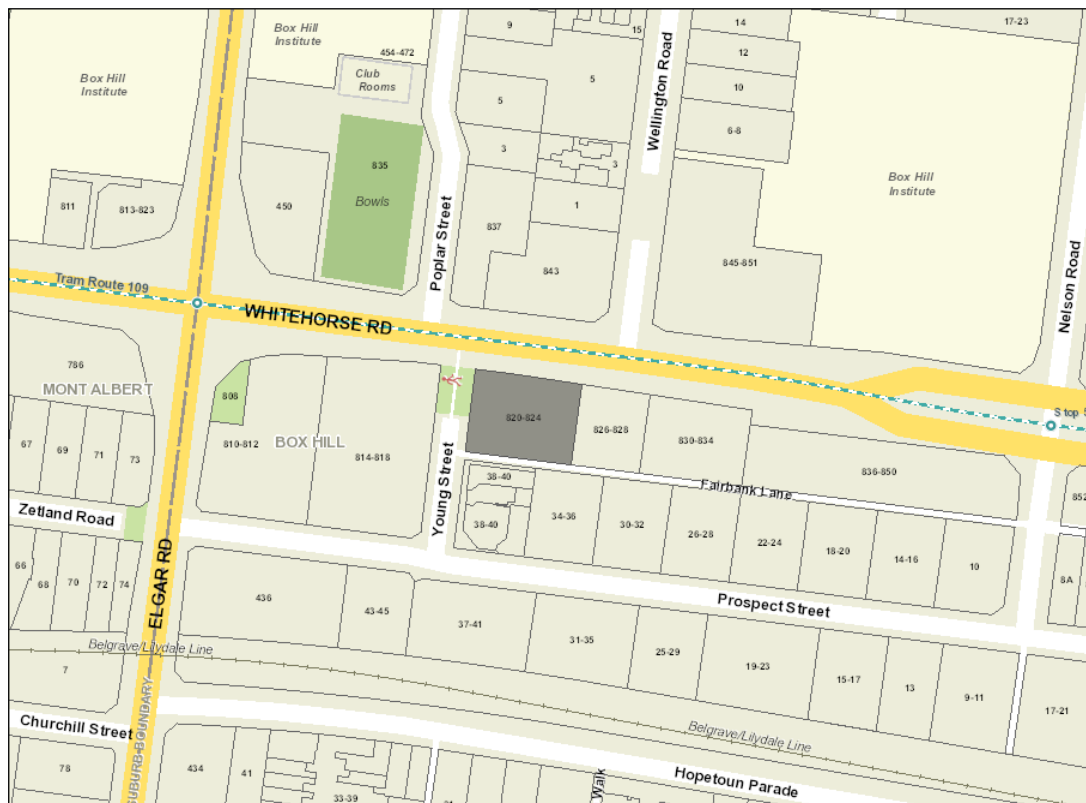 9
15
14
17-23
Box Hill
Institute
454-472
12
Club
Rooms
5
Box Hill
Institute
10
5
Wellington Road
6-8
3
835
3
Box Hill
Institute
Bowls
811
813-823
450
1
837
Poplar Street
843
845-851
Nelson Road
Tram Route 109
WHITEHORSE RD
786
MONT ALBERT
808
820-824
826-828
830-834
836-850
852
67
69
71
73
810-812
BOX HILL
814-818
38-40
Fairbank Lane
Young Street
Zetland Road
38-40
34-36
30-32
26-28
22-24
18-20
14-16
10
8A
66
68
70
72
74
ELGAR RD
Prospect Street
436
43-45
37-41
31-35
25-29
19-23
15-17
13
9-11
17-21
Belgrave/Lilydale Line
7
Belgrave/Lilydale Line
Churchill Street
SUBURB BOUNDARY
78
434
41
33-39
Walk
Hopetoun Parade